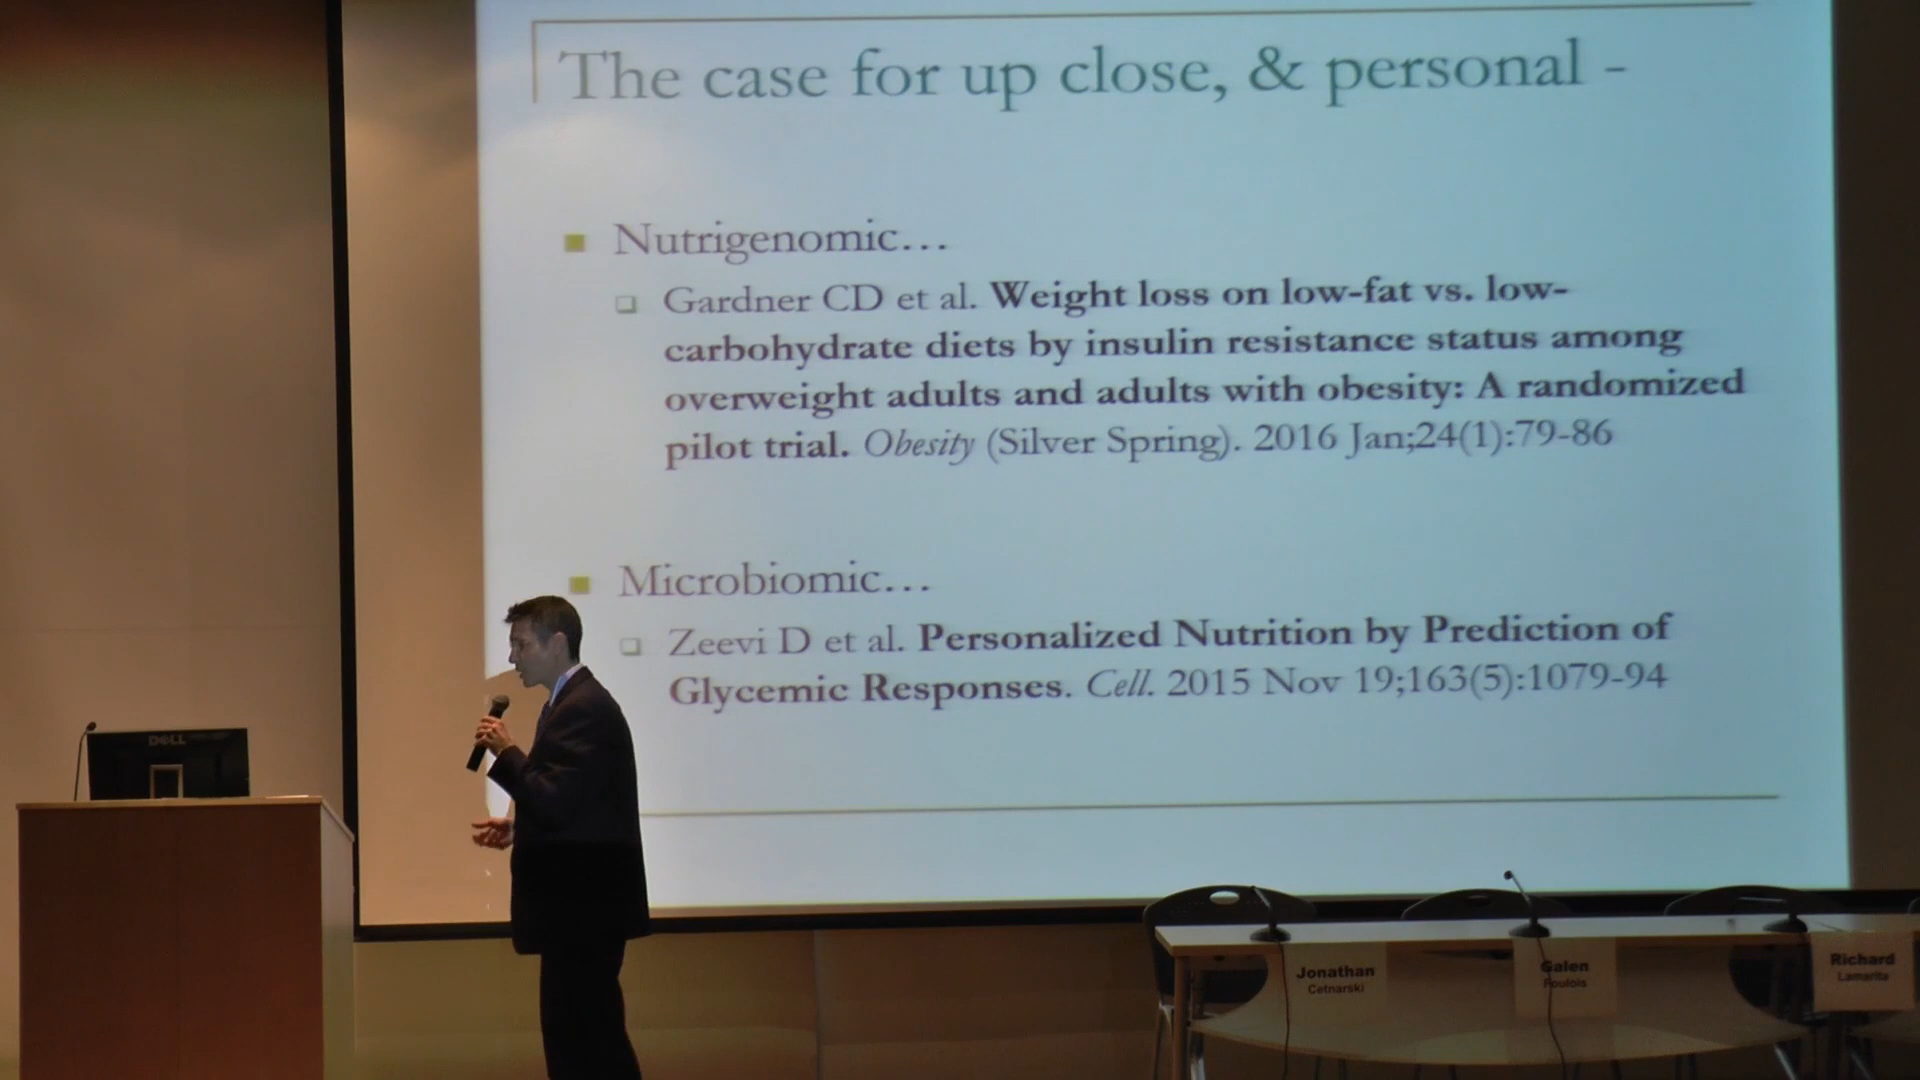 The case for up close, & personal -
Nutrigenomic...
Gardner CD et al. Weight loss on low-fat vs. low-
carbohydrate diets by insulin resistance status among
overweight adults and adults with obesity: A randomized
pilot trial. Obesity (Silver Spring). 2016 Jan;24(1):79-86
Microbiomic...
Zeevi D et al. Personalized Nutrition by Prediction of
Glycemic Responses. Cell. 2015 Nov 19;163(5):1079-94
DELL
Jonathan
Cetnarski
Galen
Foulois
Richard
Lamarita